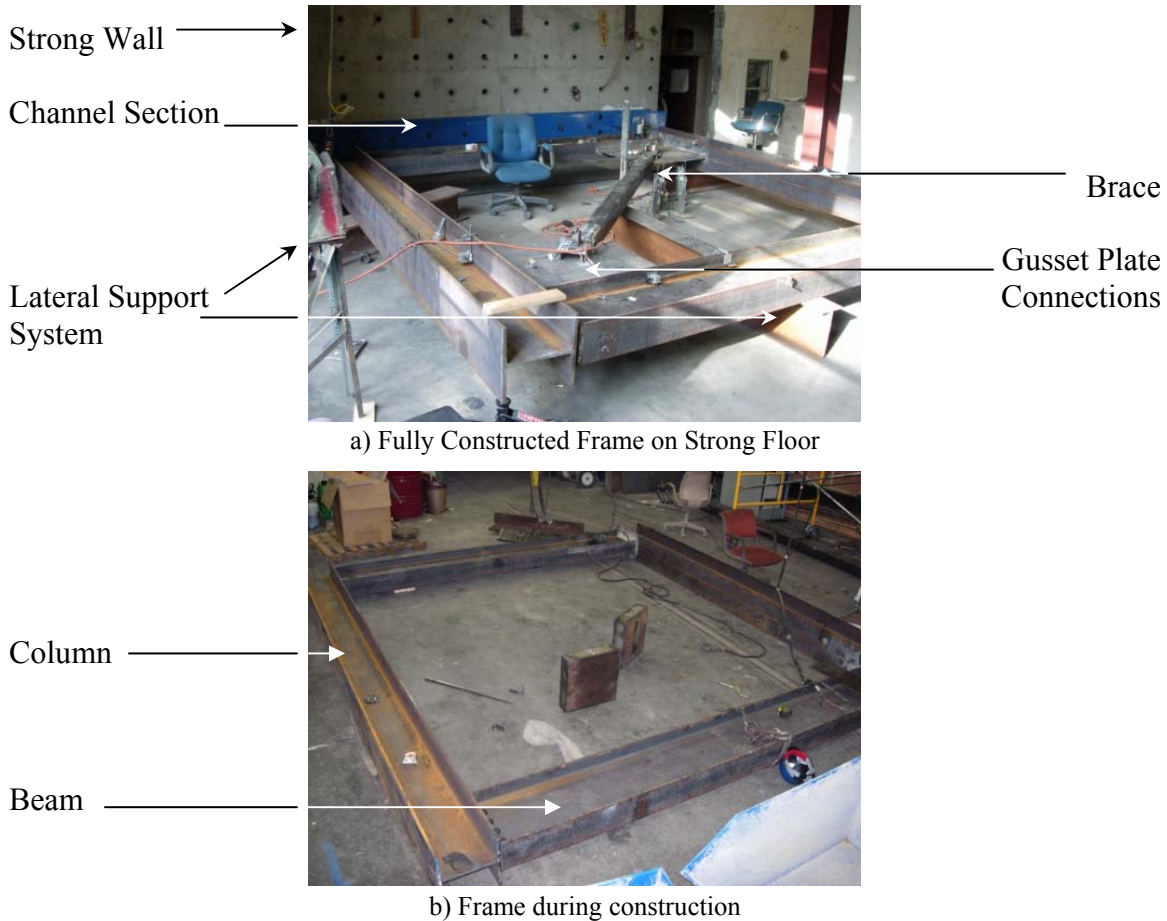 Strong Wall
Channel Section
Brace
Gusset Plate
Connections
Lateral Support
System
a) Fully Constructed Frame on Strong Floor
Column
Beam
b) Frame during construction